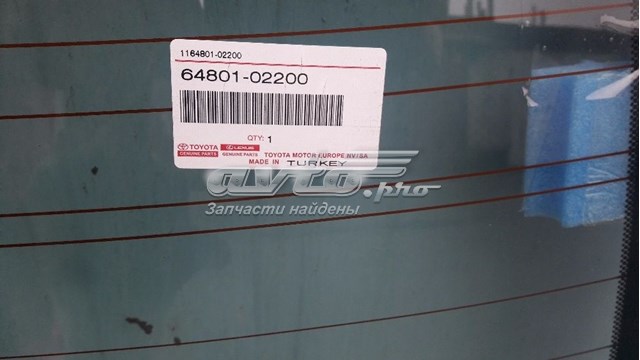 1164801-02200
64801-02200
QTY: 1
TOYOTA LEXUS
GENUINE PARTS GENUINE PARTS TOYOTA MOTOR EUROPE NV/SA
MADE IN TURKEY
avto.pro
Запчасти найдены